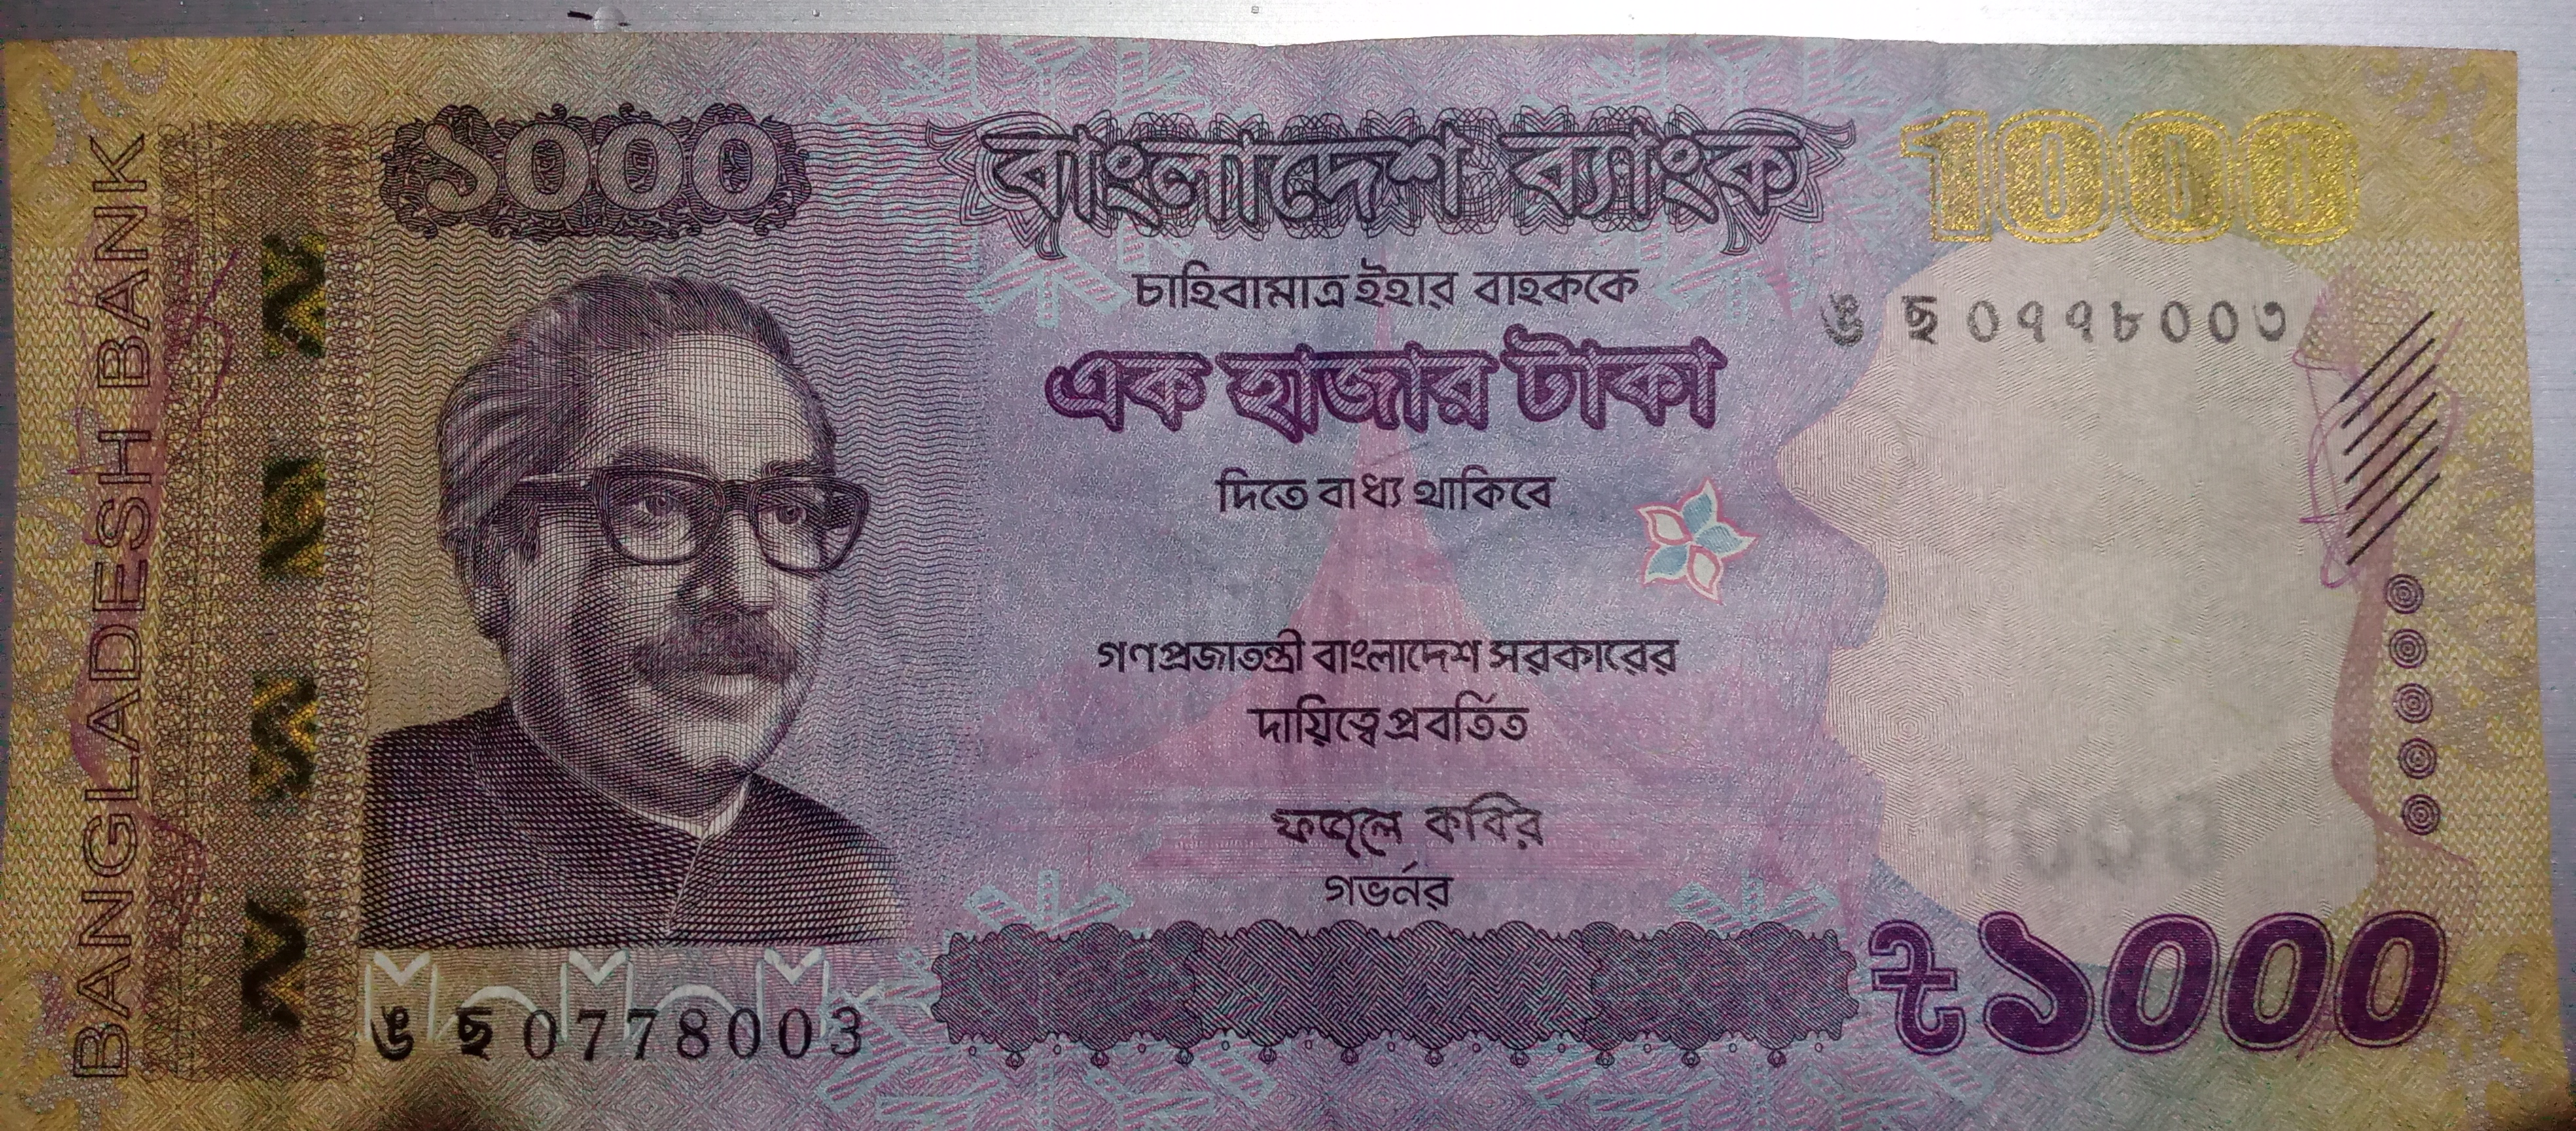 BANGLADESH BANK
১০০০
বাংলাদেশ ব্যাংক
1000
চাহিবামাত্র ইহার বাহককে
ঙ ছ ০৭৭৮০০৩
এক হাজার টাকা
দিতে বাধ্য থাকিবে
গণপ্রজাতন্ত্রী বাংলাদেশ সরকারের
দায়িত্বে প্রবর্তিত
ফজলে কবির
গভর্নর
1000
৳১০০০
ঙ ছ 0778003